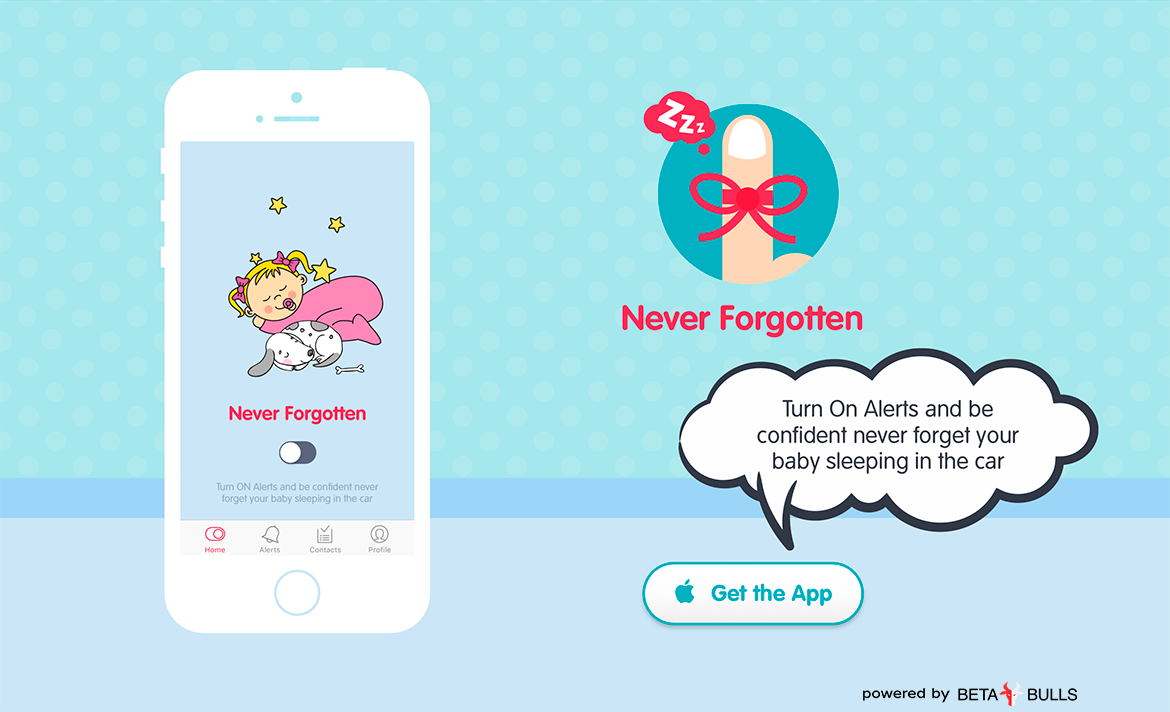 Never Forgotten
Turn ON Alerts and be confident never
forget your baby sleeping in the car
Home
Alerts
Contacts
Profile
ZZz
Never Forgotten
Turn On Alerts and be
confident never forget your
baby sleeping in the car
Get the App
powered by BETA BULLS